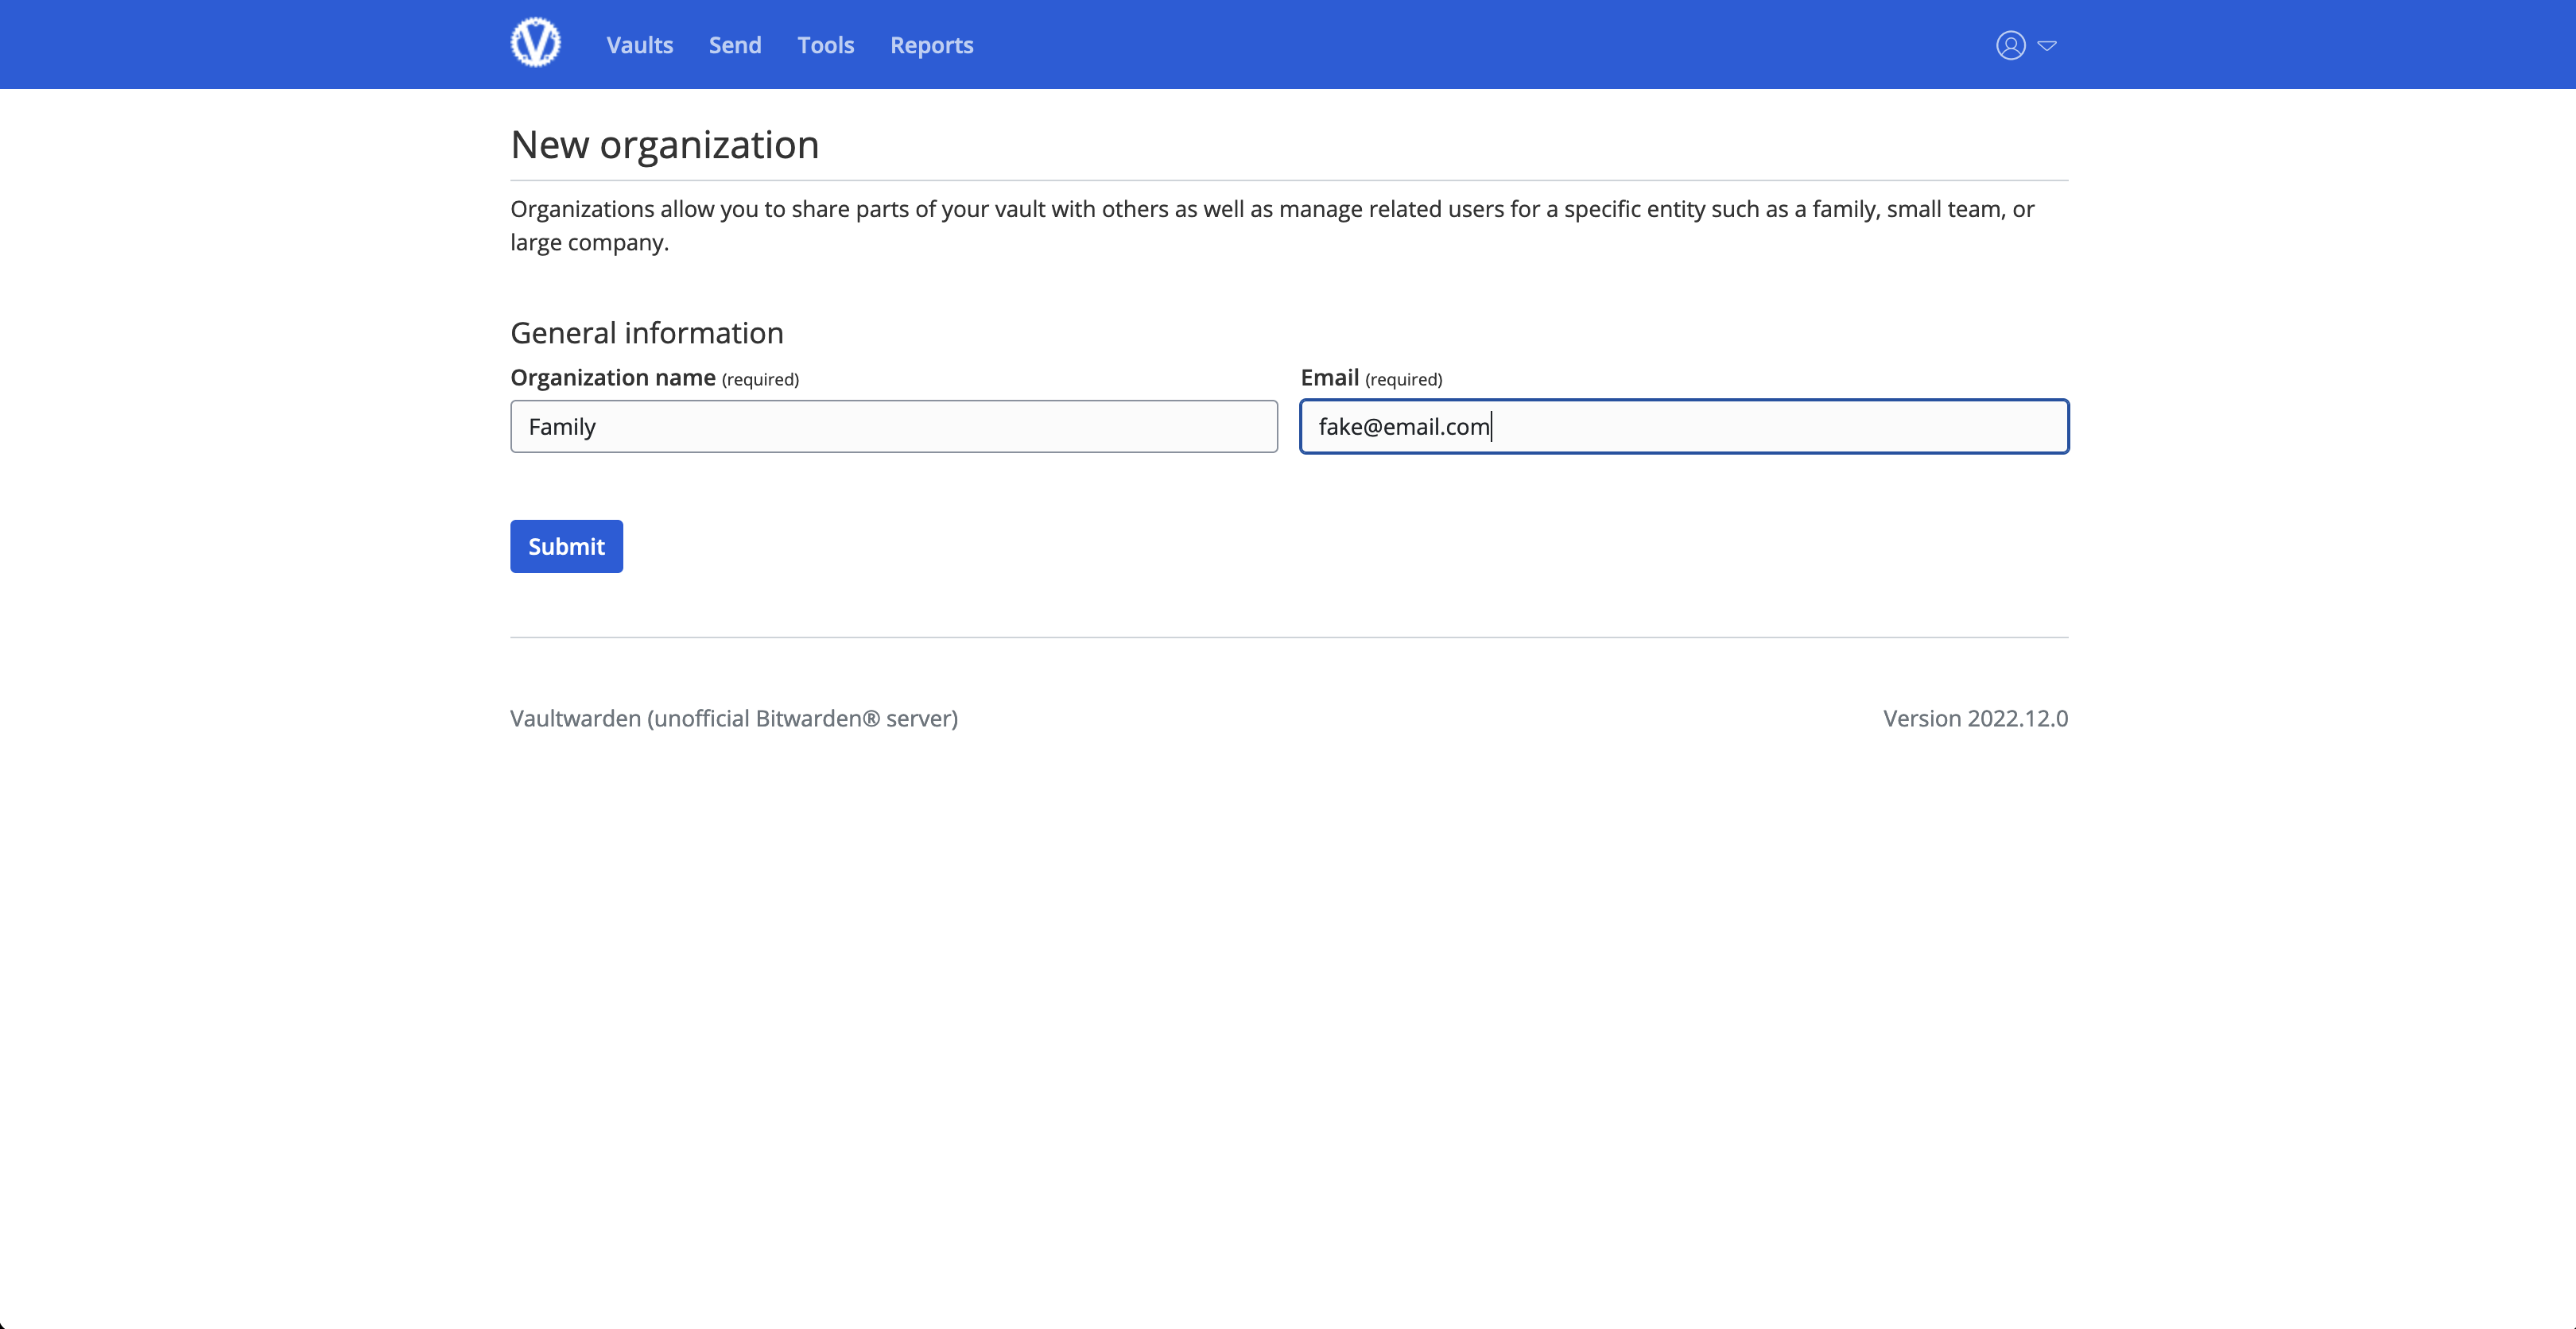 Vaults Send Tools Reports
New organization
Organizations allow you to share parts of your vault with others as well as manage related users for a specific entity such as a family, small team, or
large company.
General information
Organization name (required) Email (required)
Family fake@email.com
Submit
Vaultwarden (unofficial Bitwarden® server) Version 2022.12.0